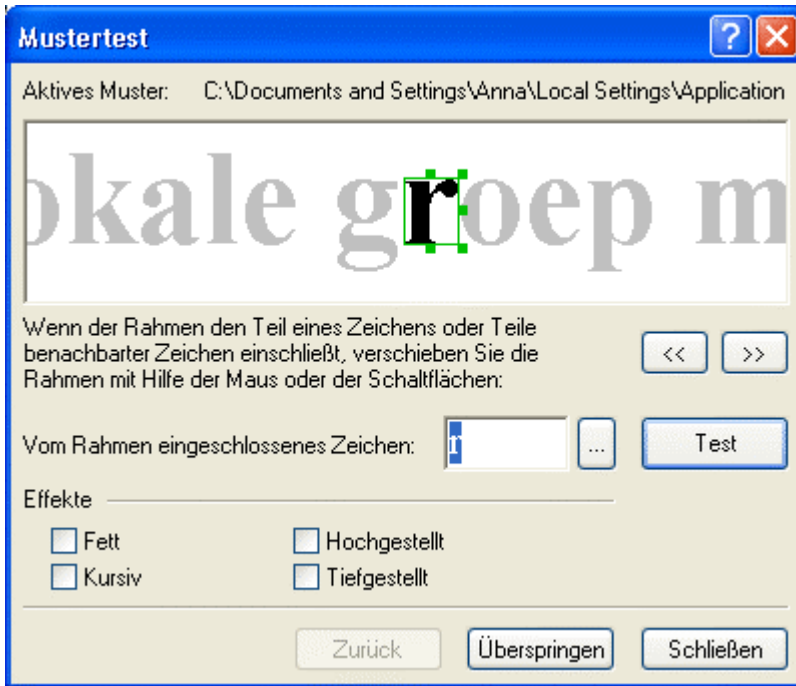 Mustertest
Aktives Muster: C:\Documents and Settings\Anna\Local Settings\Application
okale groep m
Wenn der Rahmen den Teil eines Zeichens oder Teile
benachbarter Zeichen einschließt, verschieben Sie die
Rahmen mit Hilfe der Maus oder der Schaltflächen:
<< >>
Vom Rahmen eingeschlossenes Zeichen: r ... Test
Effekte
Fett Hochgestellt
Kursiv Tiefgestellt
Zurück Überspringen Schließen